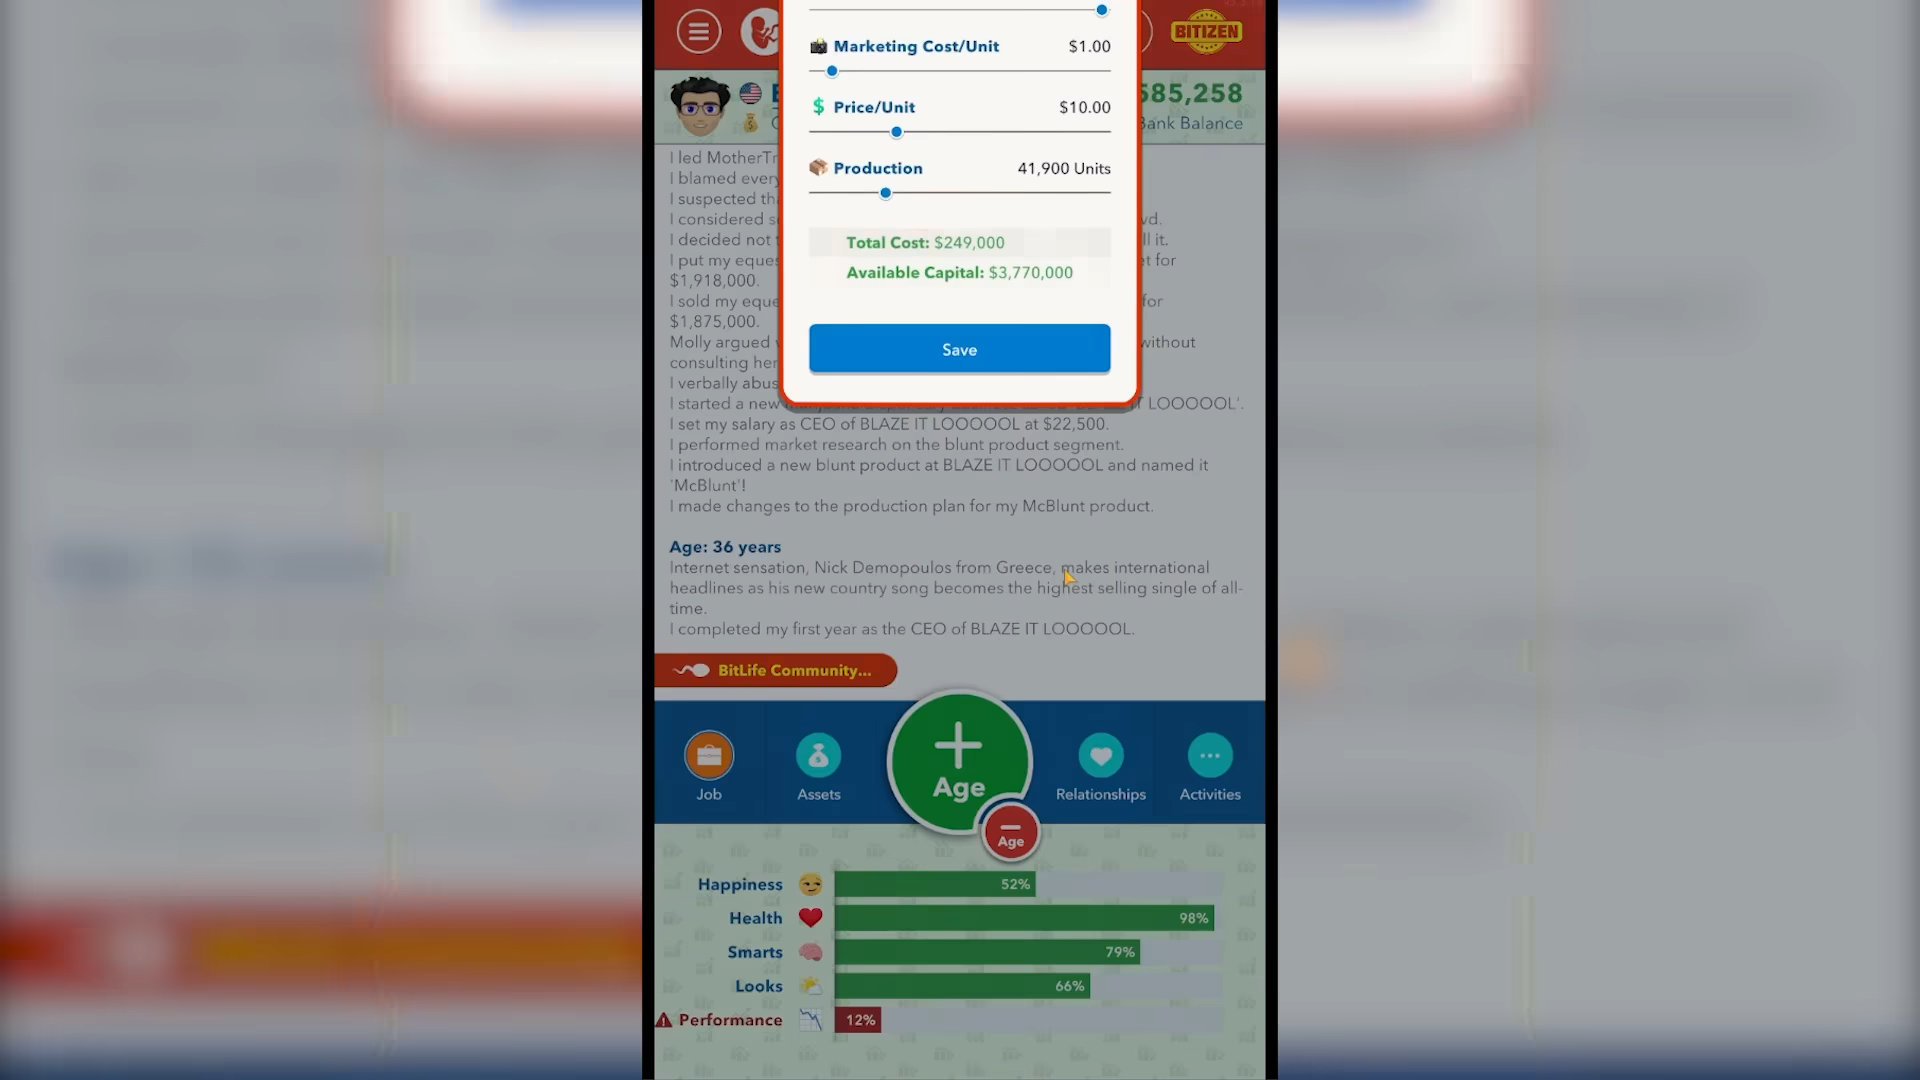 Marketing Cost/Unit $1.00
BITIZEN
$ Price/Unit $10.00
585,258
Bank Balance
Production 41,900 Units
I led
I blamed
I suspected
I considered
I decided not
Total Cost: $249,000
ll it.
I put my
et for
$1,918,000.
Available Capital: $3,770,000
I sold my
for
$1,875,000.
Molly argued
without
consulting her
Save
I verbally
I started a new
LOOOOOL'.
I set my salary as CEO of BLAZE IT LOOOOOL at $22,500.
I performed market research on the blunt product segment.
I introduced a new blunt product at BLAZE IT LOOOOOL and named it
'McBlunt'!
I made changes to the production plan for my McBlunt product.
Age: 36 years
Internet sensation, Nick Demopoulos from Greece, makes international
headlines as his new country song becomes the highest selling single of all-
time.
I completed my first year as the CEO of BLAZE IT LOOOOOL.
BitLife Community...
Job
Assets
Age
Age
Relationships
Activities
Happiness 52%
Health 98%
Smarts 79%
Looks 66%
Performance 12%